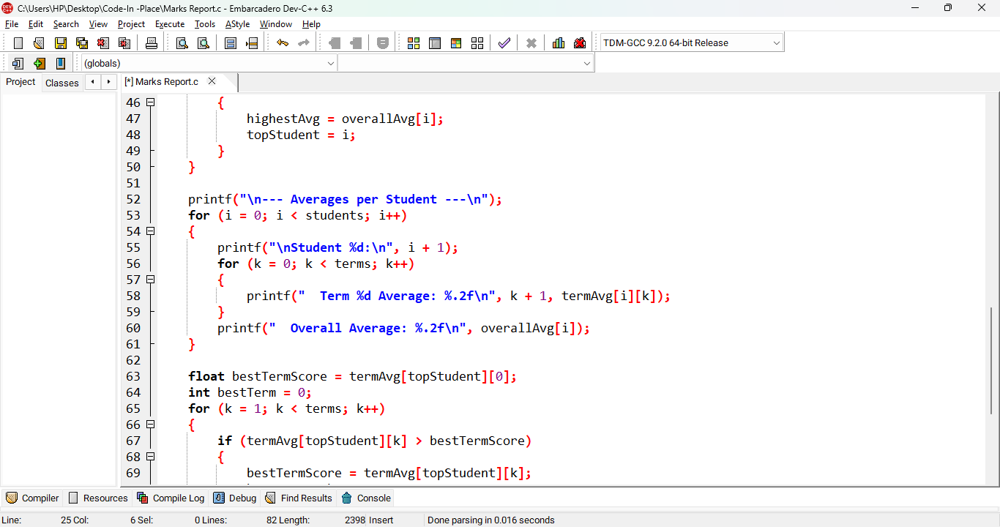 C:\Users\HP\Desktop\Code-In -Place\Marks Report.c - Embarcadero Dev-C++ 6.3
File Edit Search View Project Execute Tools AStyle Window Help
TDM-GCC 9.2.0 64-bit Release
(globals)
Project Classes [*] Marks Report.c
46 {
47 highestAvg = overallAvg[i];
48 topStudent = i;
49 }
50 }
51
52 printf("\n--- Averages per Student ---\n");
53 for (i = 0; i < students; i++)
54 {
55 printf("\nStudent %d:\n", i + 1);
56 for (k = 0; k < terms; k++)
57 {
58 printf("  Term %d Average: %.2f\n", k + 1, termAvg[i][k]);
59 }
60 printf("  Overall Average: %.2f\n", overallAvg[i]);
61 }
62
63 float bestTermScore = termAvg[topStudent][0];
64 int bestTerm = 0;
65 for (k = 1; k < terms; k++)
66 {
67 if (termAvg[topStudent][k] > bestTermScore)
68 {
69 bestTermScore = termAvg[topStudent][k];
Compiler Resources Compile Log Debug Find Results Console
Line: 25 Col: 6 Sel: 0 Lines: 82 Length: 2398 Insert Done parsing in 0.016 seconds